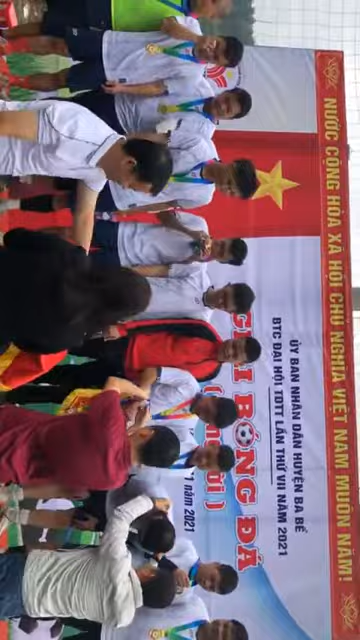 NƯỚC CỘNG HÒA XÃ HỘI CHỦ NGHĨA VIỆT NAM MUÔN NĂM!
ỦY BAN NHÂN DÂN HUYỆN BA BỂ
BTC ĐẠI HỘI TDTT LẦN THỨ VII NĂM 2021
BÓNG ĐÁ
năm 2021